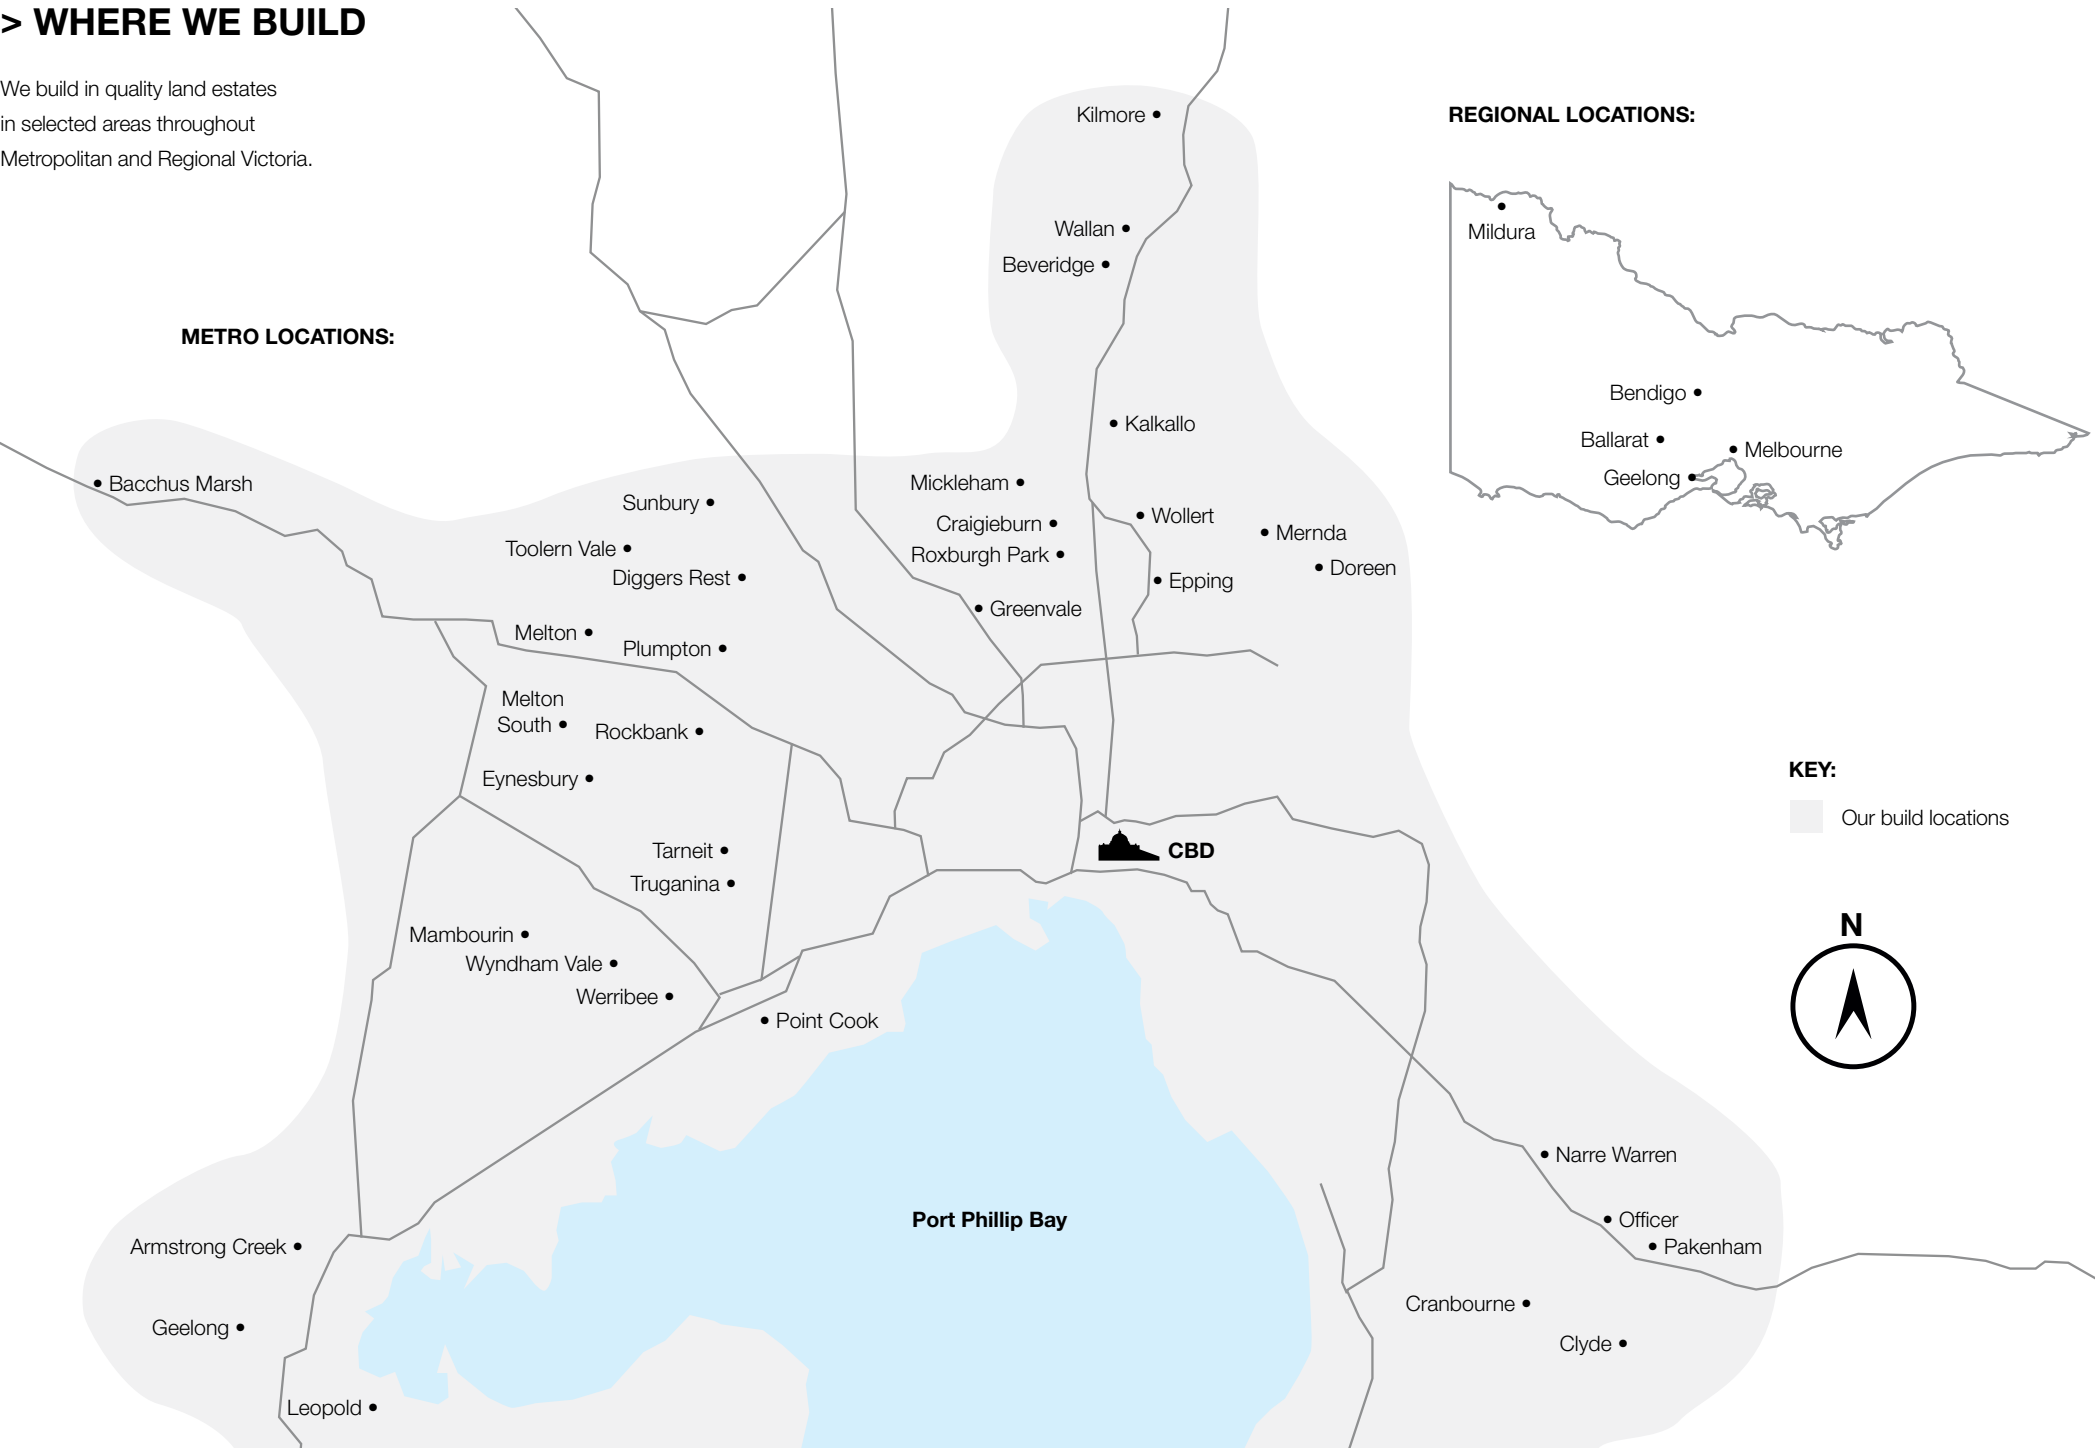 > WHERE WE BUILD
We build in quality land estates
in selected areas throughout
Metropolitan and Regional Victoria.
METRO LOCATIONS:
Kilmore
Wallan
Beveridge
Kalkallo
Bacchus Marsh
Sunbury
Mickleham
Wollert
Craigieburn
Mernda
Toolern Vale
Roxburgh Park
Doreen
Diggers Rest
Epping
Greenvale
Melton
Plumpton
Melton
South
Rockbank
Eynesbury
Tarneit
CBD
Truganina
Mambourin
Wyndham Vale
Werribee
Point Cook
Narre Warren
Port Phillip Bay
Officer
Armstrong Creek
Pakenham
Cranbourne
Geelong
Clyde
Leopold
REGIONAL LOCATIONS:
Mildura
Bendigo
Ballarat
Melbourne
Geelong
KEY:
Our build locations
N